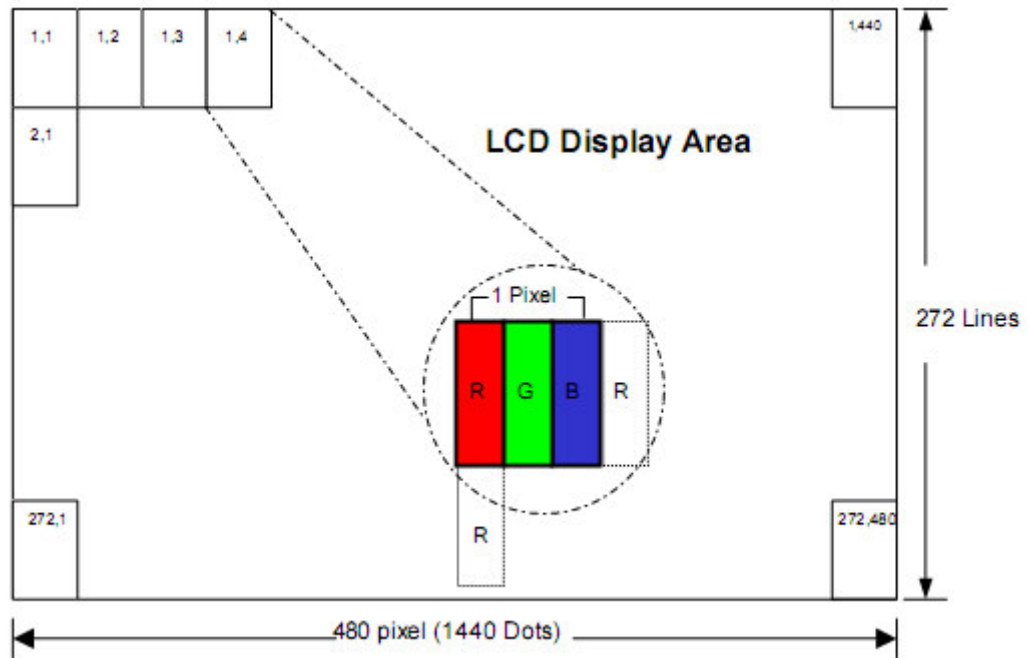 1,1 1,2 1,3 1,4 1,440
2,1
LCD Display Area
1 Pixel
272 Lines
R G B R
272,1 272,480
R
480 pixel (1440 Dots)